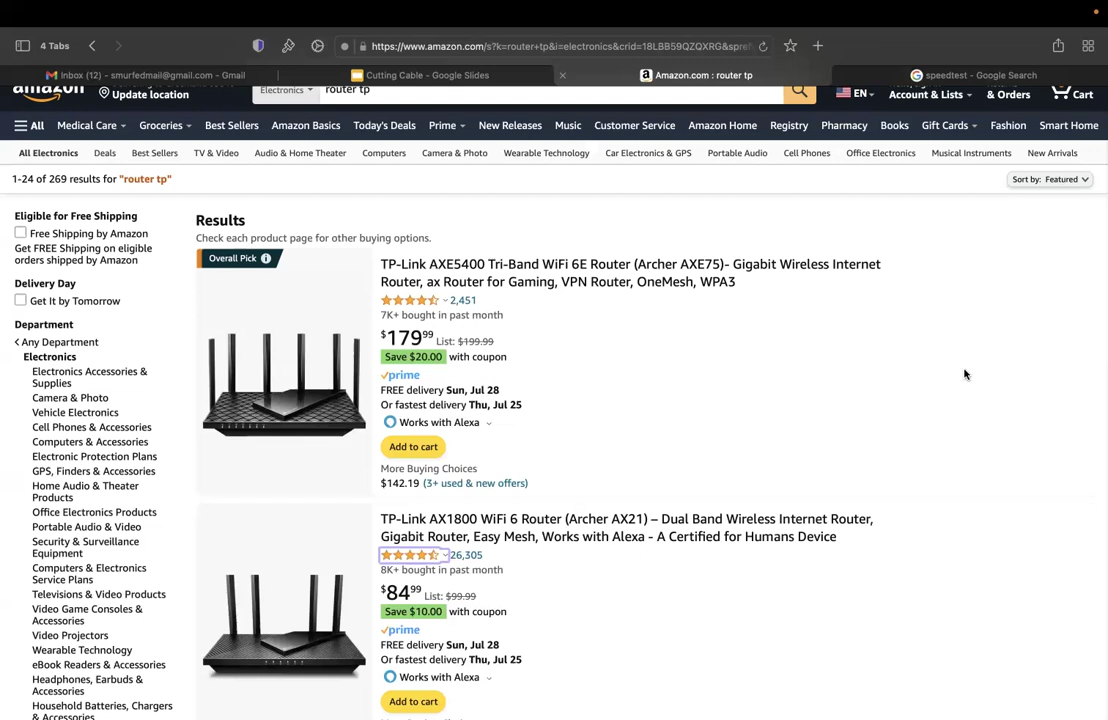 4 Tabs
https://www.amazon.com/s?k=router+tp&i=electronics&crid=18LBB59QZQXRG&spref
Inbox (12) - smurfedmail@gmail.com - Gmail
Cutting Cable - Google Slides
Amazon.com : router tp
speedtest - Google Search
amazon
Update location
Electronics
router tp
EN
Account & Lists
& Orders
Cart
All
Medical Care
Groceries
Best Sellers
Amazon Basics
Today's Deals
Prime
New Releases
Music
Customer Service
Amazon Home
Registry
Pharmacy
Books
Gift Cards
Fashion
Smart Home
All Electronics
Deals
Best Sellers
TV & Video
Audio & Home Theater
Computers
Camera & Photo
Wearable Technology
Car Electronics & GPS
Portable Audio
Cell Phones
Office Electronics
Musical Instruments
New Arrivals
1-24 of 269 results for "router tp"
Sort by: Featured
Eligible for Free Shipping
Free Shipping by Amazon
Get FREE Shipping on eligible
orders shipped by Amazon
Delivery Day
Get It by Tomorrow
Department
Any Department
Electronics
Electronics Accessories &
Supplies
Camera & Photo
Vehicle Electronics
Cell Phones & Accessories
Computers & Accessories
Electronic Protection Plans
GPS, Finders & Accessories
Home Audio & Theater
Products
Office Electronics Products
Portable Audio & Video
Security & Surveillance
Equipment
Computers & Electronics
Service Plans
Televisions & Video Products
Video Game Consoles &
Accessories
Video Projectors
Wearable Technology
eBook Readers & Accessories
Headphones, Earbuds &
Accessories
Household Batteries, Chargers
& Accessories
Results
Check each product page for other buying options.
Overall Pick
TP-Link AXE5400 Tri-Band WiFi 6E Router (Archer AXE75)- Gigabit Wireless Internet
Router, ax Router for Gaming, VPN Router, OneMesh, WPA3
2,451
7K+ bought in past month
$179.99 List: $199.99
Save $20.00 with coupon
prime
FREE delivery Sun, Jul 28
Or fastest delivery Thu, Jul 25
Works with Alexa
Add to cart
More Buying Choices
$142.19 (3+ used & new offers)
TP-Link AX1800 WiFi 6 Router (Archer AX21) – Dual Band Wireless Internet Router,
Gigabit Router, Easy Mesh, Works with Alexa - A Certified for Humans Device
26,305
8K+ bought in past month
$84.99 List: $99.99
Save $10.00 with coupon
prime
FREE delivery Sun, Jul 28
Or fastest delivery Thu, Jul 25
Works with Alexa
Add to cart